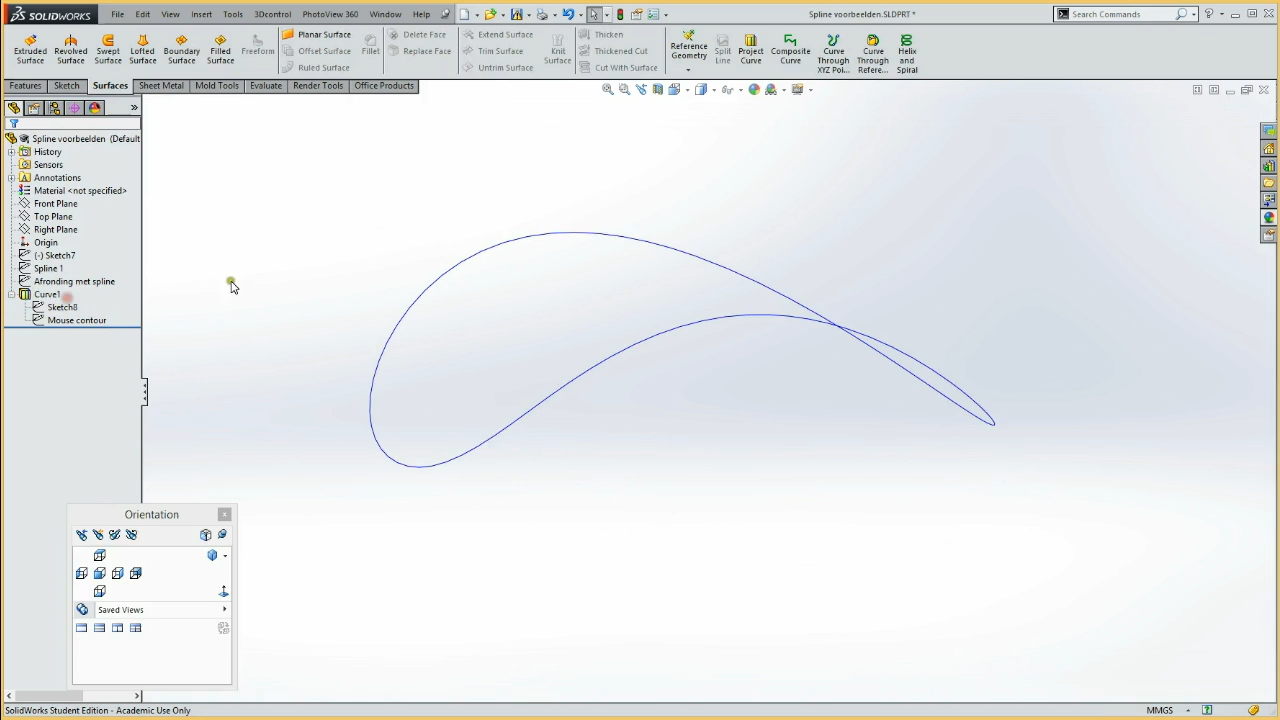 SOLIDWORKS File Edit View Insert Tools 3Dcontrol PhotoView 360 Window Help Spline voorbeelden.SLDPRT * Search Commands
Extruded Surface Revolved Surface Swept Surface Lofted Surface Boundary Surface Filled Surface Freeform
Planar Surface Delete Face Extend Surface Thicken
Offset Surface Fillet Replace Face Trim Surface Knit Surface Thickened Cut
Ruled Surface Untrim Surface Cut With Surface
Reference Geometry Split Line Project Curve Composite Curve Curve Through XYZ Poi... Curve Through Refere... Helix and Spiral
Features Sketch Surfaces Sheet Metal Mold Tools Evaluate Render Tools Office Products
Spline voorbeelden (Default
History
Sensors
Annotations
Material <not specified>
Front Plane
Top Plane
Right Plane
Origin
(-) Sketch7
Spline 1
Afronding met spline
Curve1
Sketch8
Mouse contour
Orientation
Saved Views
SolidWorks Student Edition - Academic Use Only MMGS